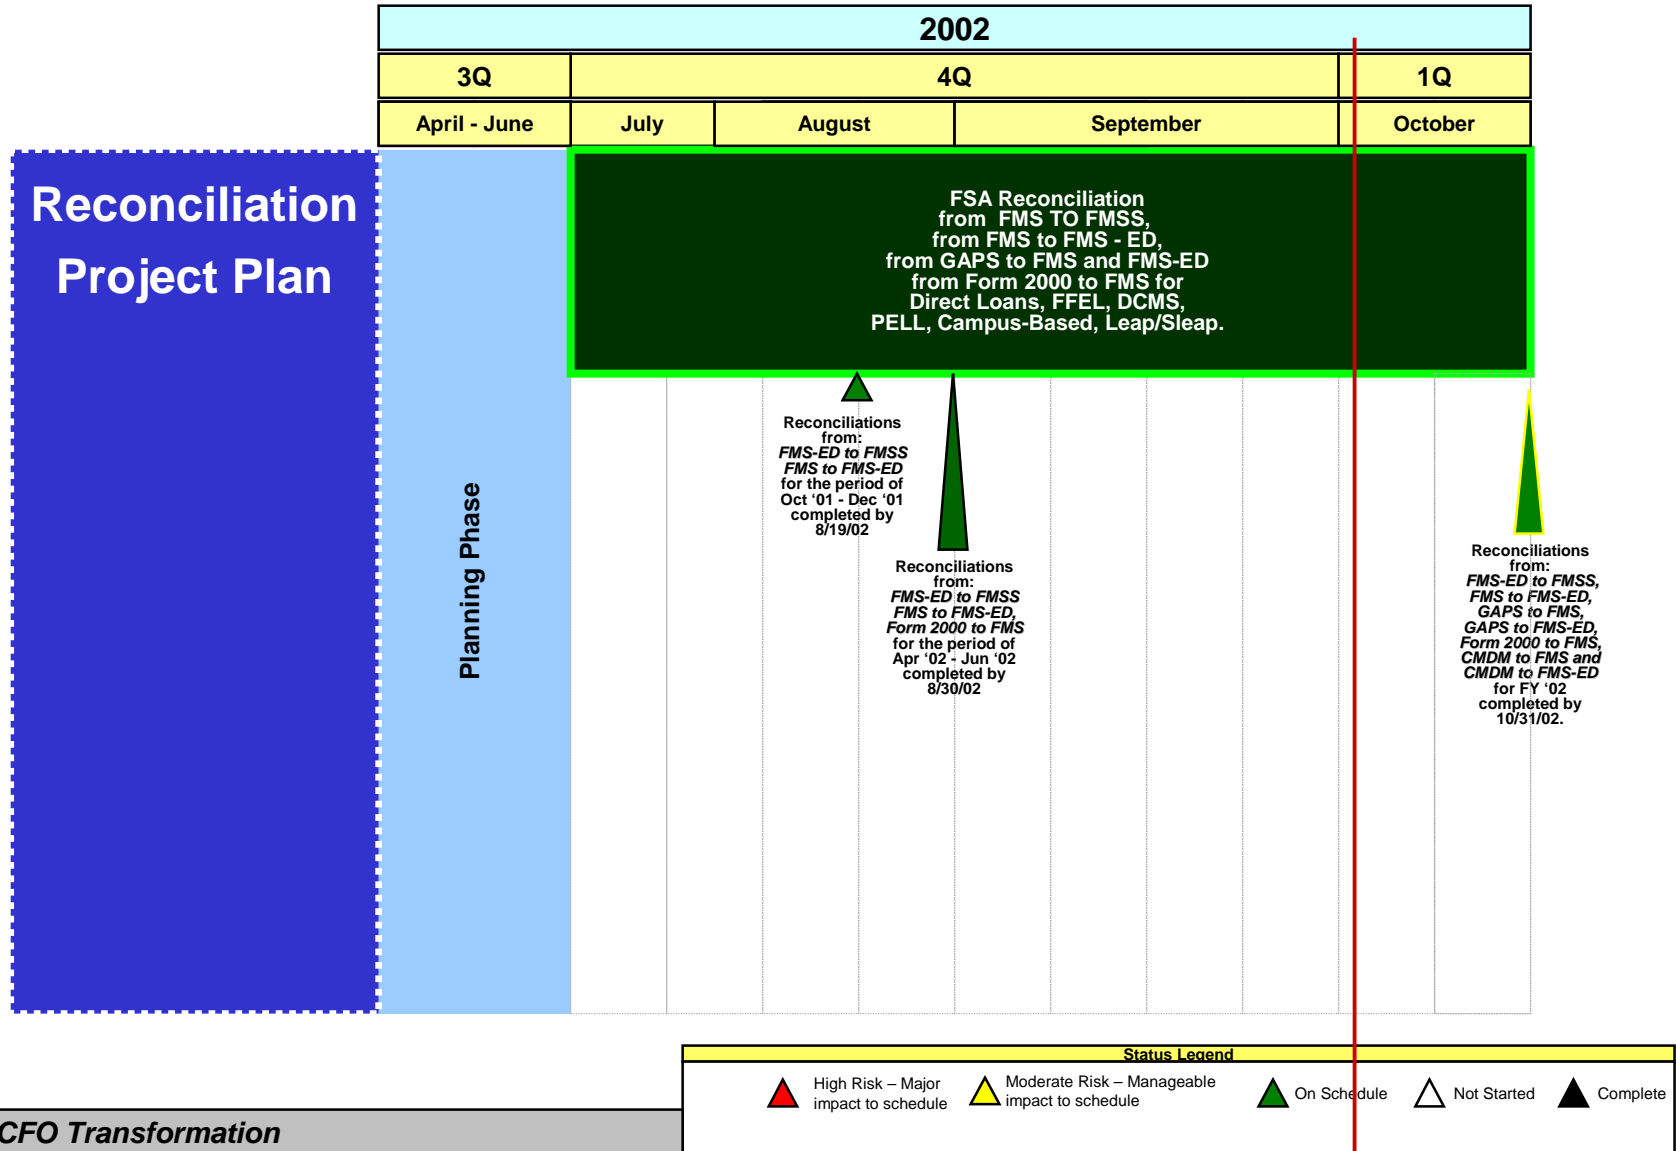 2002
3Q
4Q
1Q
April - June
July
August
September
October
Reconciliation
Project Plan
FSA Reconciliation
from  FMS TO FMSS,
from FMS to FMS - ED,
from GAPS to FMS and FMS-ED
from Form 2000 to FMS for
Direct Loans, FFEL, DCMS,
PELL, Campus-Based, Leap/Sleap.
Planning Phase
Reconciliations
from:
FMS-ED to FMSS
FMS to FMS-ED
for the period of
Oct ‘01 - Dec ‘01
completed by
8/19/02
Reconciliations
from:
FMS-ED to FMSS
FMS to FMS-ED,
Form 2000 to FMS
for the period of
Apr ‘02 - Jun ‘02
completed by
8/30/02
Reconciliations
from:
FMS-ED to FMSS,
FMS to FMS-ED,
GAPS to FMS,
GAPS to FMS-ED,
Form 2000 to FMS,
CMDM to FMS and
CMDM to FMS-ED
for FY ‘02
completed by
10/31/02.
Status Legend
High Risk – Major
impact to schedule
Moderate Risk – Manageable
impact to schedule
On Schedule
Not Started
Complete
CFO Transformation